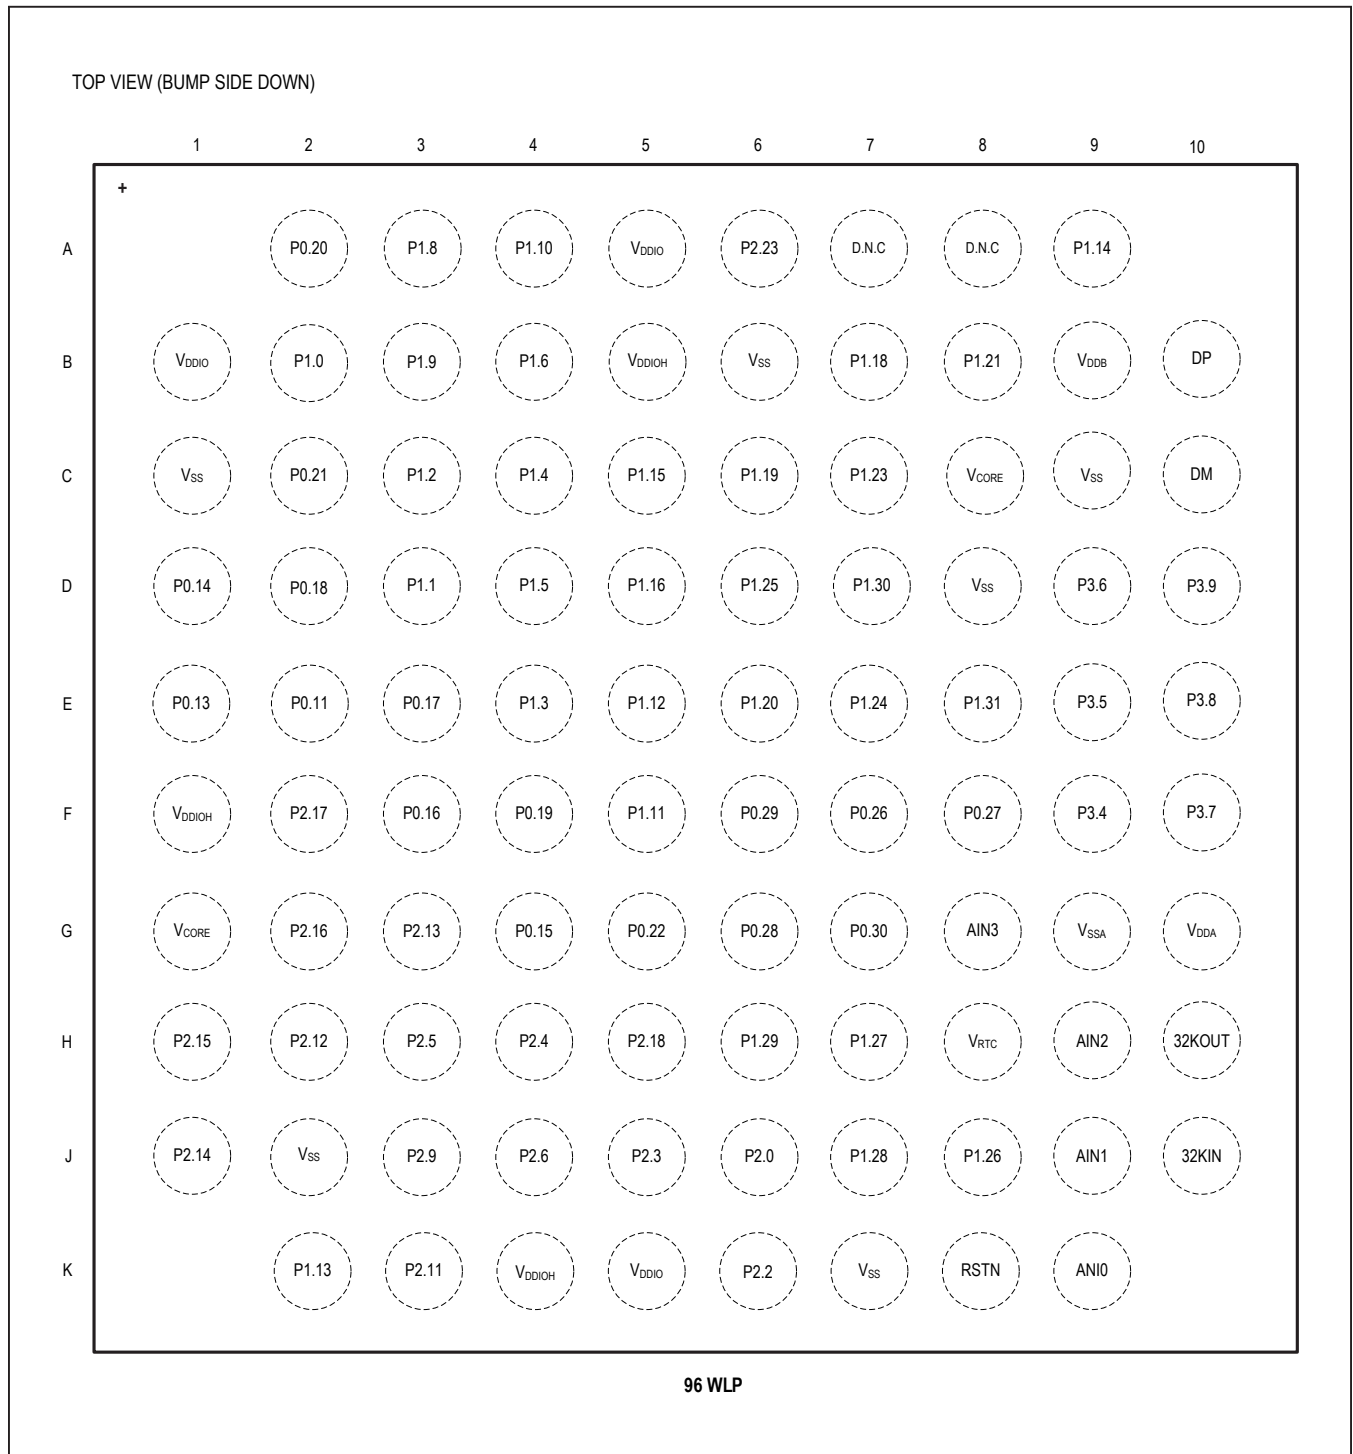 TOP VIEW (BUMP SIDE DOWN)
1 2 3 4 5 6 7 8 9 10
+
A P0.20 P1.8 P1.10 VDDIO P2.23 D.N.C D.N.C P1.14
B VDDIO P1.0 P1.9 P1.6 VDDIOH VSS P1.18 P1.21 VDDB DP
C VSS P0.21 P1.2 P1.4 P1.15 P1.19 P1.23 VCORE VSS DM
D P0.14 P0.18 P1.1 P1.5 P1.16 P1.25 P1.30 VSS P3.6 P3.9
E P0.13 P0.11 P0.17 P1.3 P1.12 P1.20 P1.24 P1.31 P3.5 P3.8
F VDDIOH P2.17 P0.16 P0.19 P1.11 P0.29 P0.26 P0.27 P3.4 P3.7
G VCORE P2.16 P2.13 P0.15 P0.22 P0.28 P0.30 AIN3 VSSA VDDA
H P2.15 P2.12 P2.5 P2.4 P2.18 P1.29 P1.27 VRTC AIN2 32KOUT
J P2.14 VSS P2.9 P2.6 P2.3 P2.0 P1.28 P1.26 AIN1 32KIN
K P1.13 P2.11 VDDIOH VDDIO P2.2 VSS RSTN ANI0
96 WLP